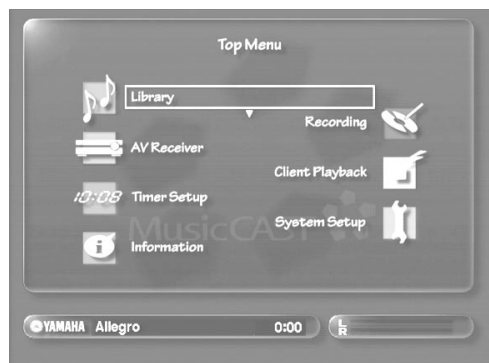 Top Menu
Library
Recording
AV Receiver
Client Playback
10:08 Timer Setup
System Setup
Information
MusicCAST
YAMAHA Allegro 0:00 L
R